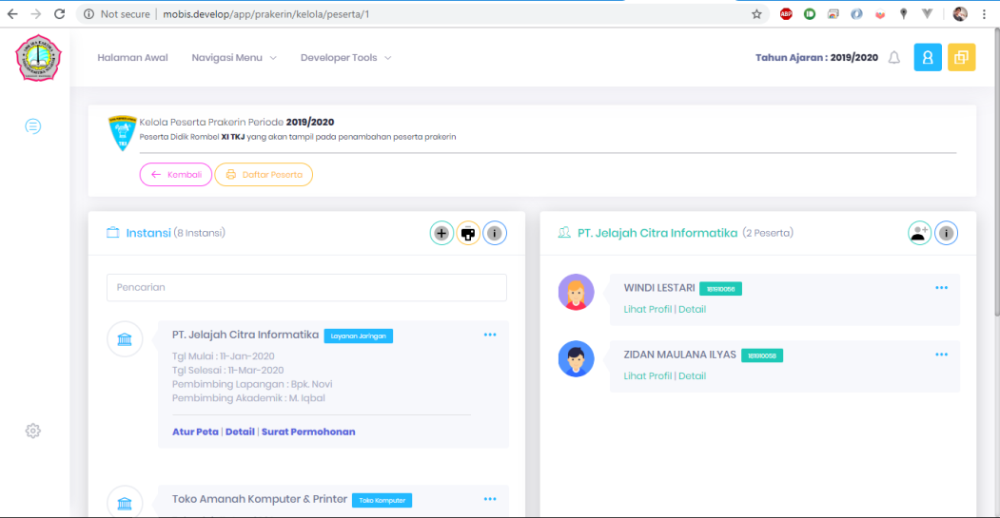 Not secure | mobis.develop/app/prakerin/kelola/peserta/1
ABP
Halaman Awal Navigasi Menu Developer Tools Tahun Ajaran : 2019/2020
Kelola Peserta Prakerin Periode 2019/2020
Peserta Didik Rombel XI TKJ yang akan tampil pada penambahan peserta prakerin
Kembali Daftar Peserta
Instansi (8 Instansi)
Pencarian
PT. Jelajah Citra Informatika Layanan Jaringan
Tgl Mulai : 11-Jan-2020
Tgl Selesai : 11-Mar-2020
Pembimbing Lapangan : Bpk. Novi
Pembimbing Akademik : M. Iqbal
Atur Peta | Detail | Surat Permohonan
Toko Amanah Komputer & Printer Toko Komputer
PT. Jelajah Citra Informatika (2 Peserta)
WINDI LESTARI 181910056
Lihat Profil | Detail
ZIDAN MAULANA ILYAS 181910058
Lihat Profil | Detail